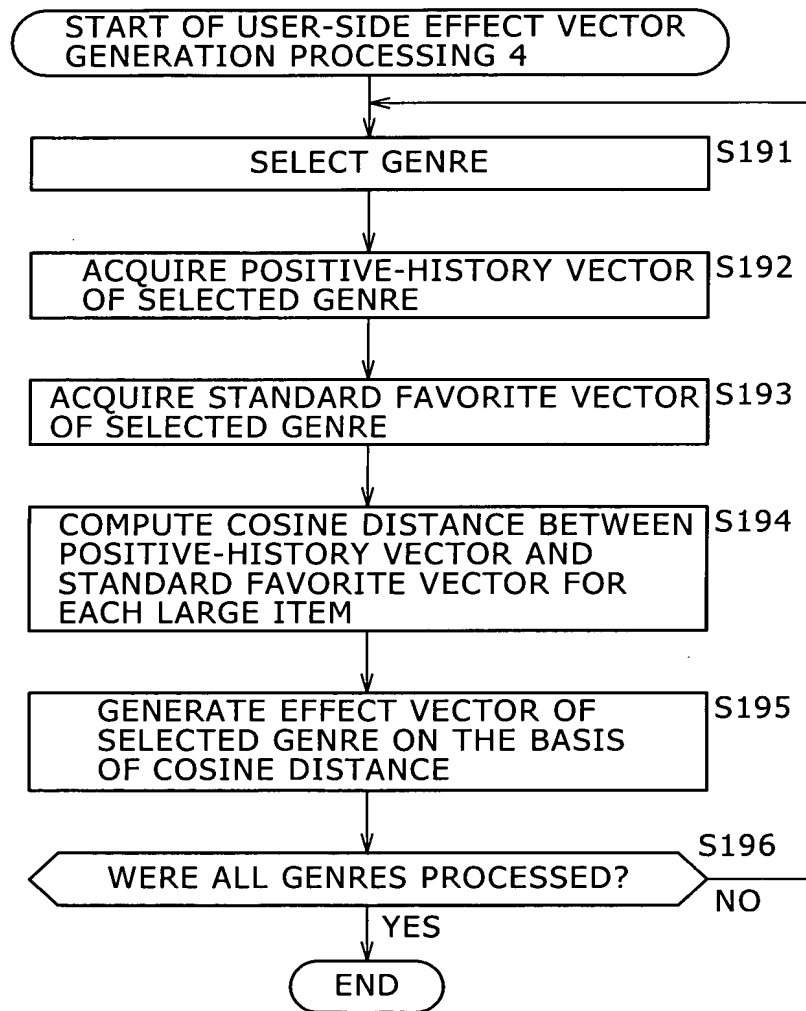 START OF USER-SIDE EFFECT VECTOR
GENERATION PROCESSING 4
SELECT GENRE
S191
ACQUIRE POSITIVE-HISTORY VECTOR
OF SELECTED GENRE
S192
ACQUIRE STANDARD FAVORITE VECTOR
OF SELECTED GENRE
S193
COMPUTE COSINE DISTANCE BETWEEN
POSITIVE-HISTORY VECTOR AND
STANDARD FAVORITE VECTOR FOR
EACH LARGE ITEM
S194
GENERATE EFFECT VECTOR OF
SELECTED GENRE ON THE BASIS
OF COSINE DISTANCE
S195
WERE ALL GENRES PROCESSED?
S196
NO
YES
END